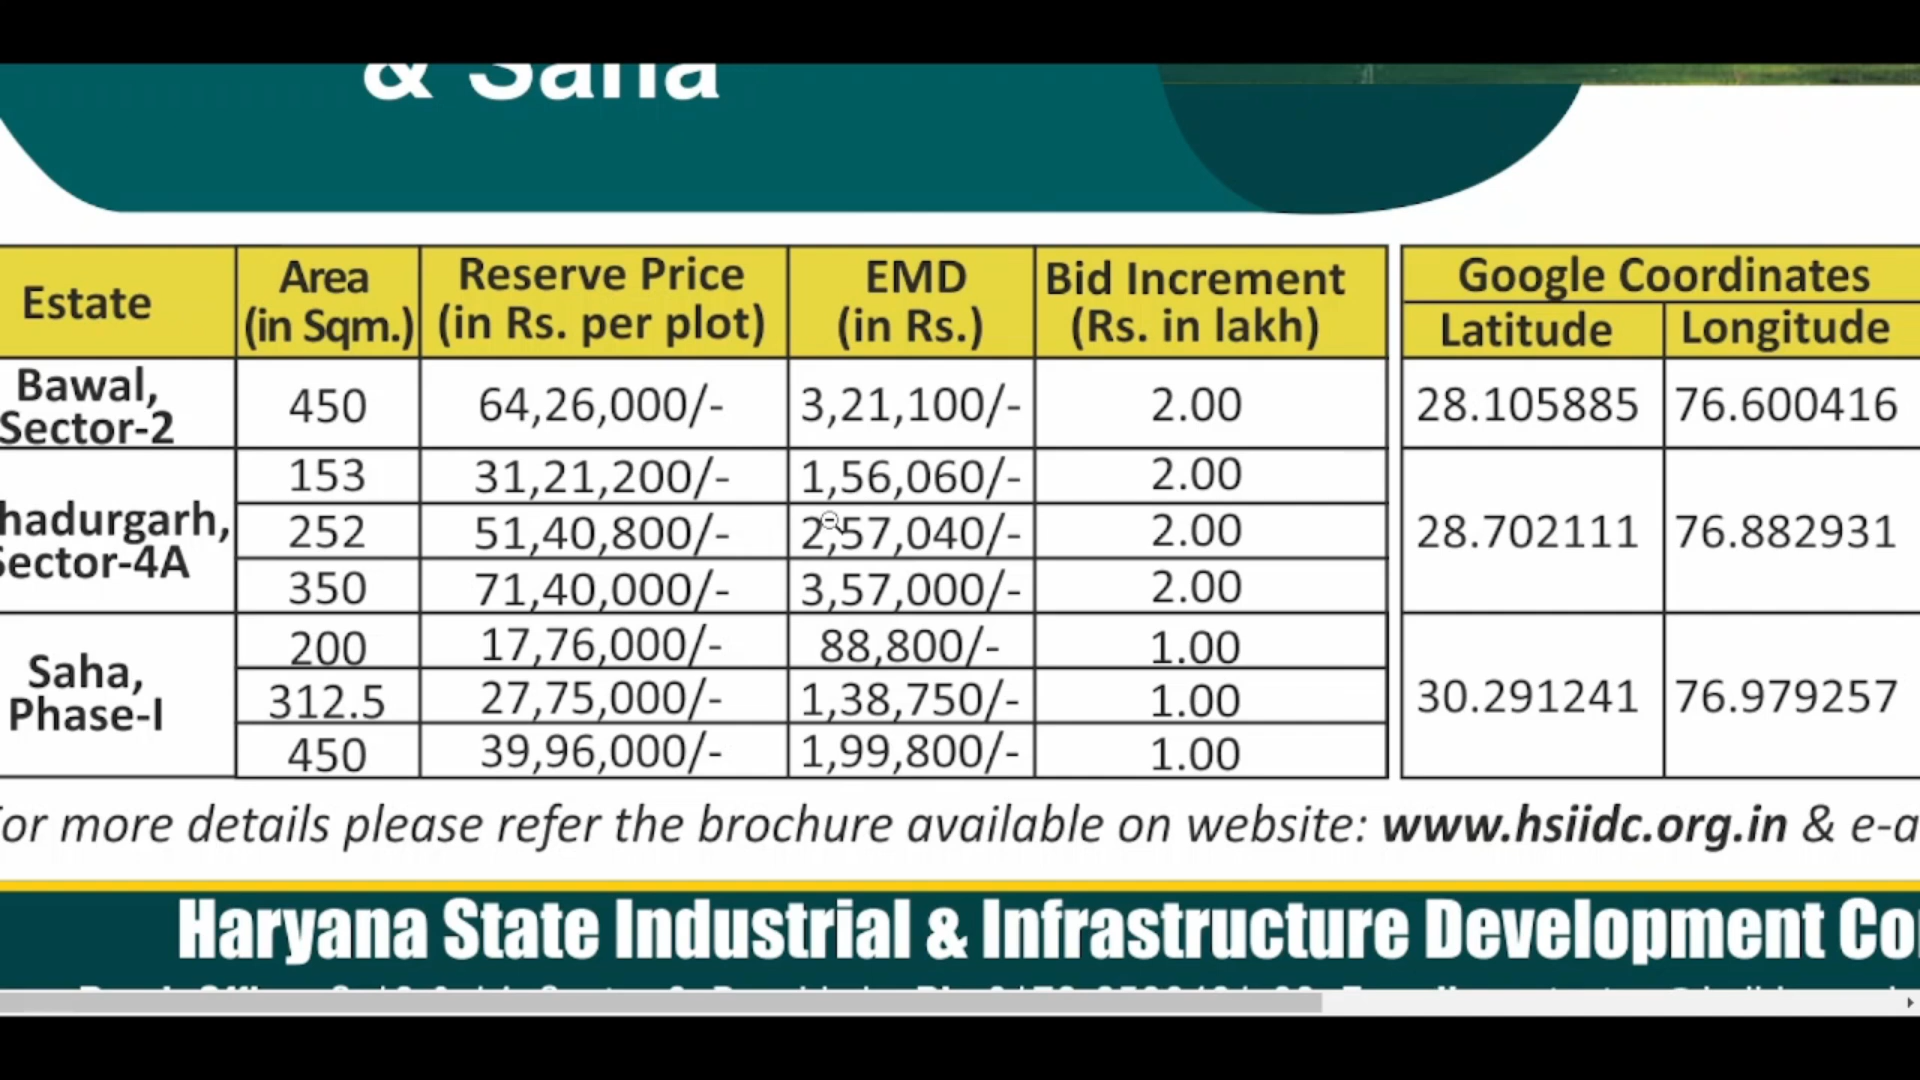 & Saha
Estate
Area
(in Sqm.)
Reserve Price
(in Rs. per plot)
EMD
(in Rs.)
Bid Increment
(Rs. in lakh)
Google Coordinates
Latitude Longitude
Bawal,
Sector-2
450 64,26,000/- 3,21,100/- 2.00 28.105885 76.600416
hadurgarh,
Sector-4A
153 31,21,200/- 1,56,060/- 2.00
252 51,40,800/- 2,57,040/- 2.00 28.702111 76.882931
350 71,40,000/- 3,57,000/- 2.00
Saha,
Phase-I
200 17,76,000/- 88,800/- 1.00
312.5 27,75,000/- 1,38,750/- 1.00 30.291241 76.979257
450 39,96,000/- 1,99,800/- 1.00
For more details please refer the brochure available on website: www.hsiidc.org.in & e-a
Haryana State Industrial & Infrastructure Development Co